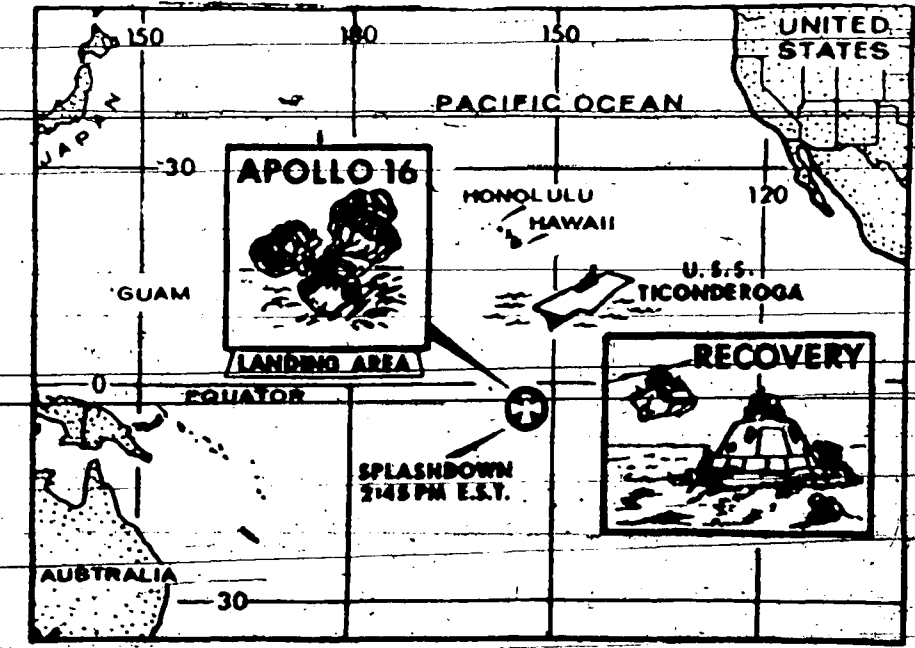 150
180
150
UNITED
STATES
PACIFIC OCEAN
JAPAN
30
APOLLO 16
120
HONOLULU
HAWAII
U.S.S.
TICONDEROGA
GUAM
RECOVERY
LANDING AREA
0
EQUATOR
SPLASHDOWN
2:45 PM E.S.T.
AUSTRALIA
30